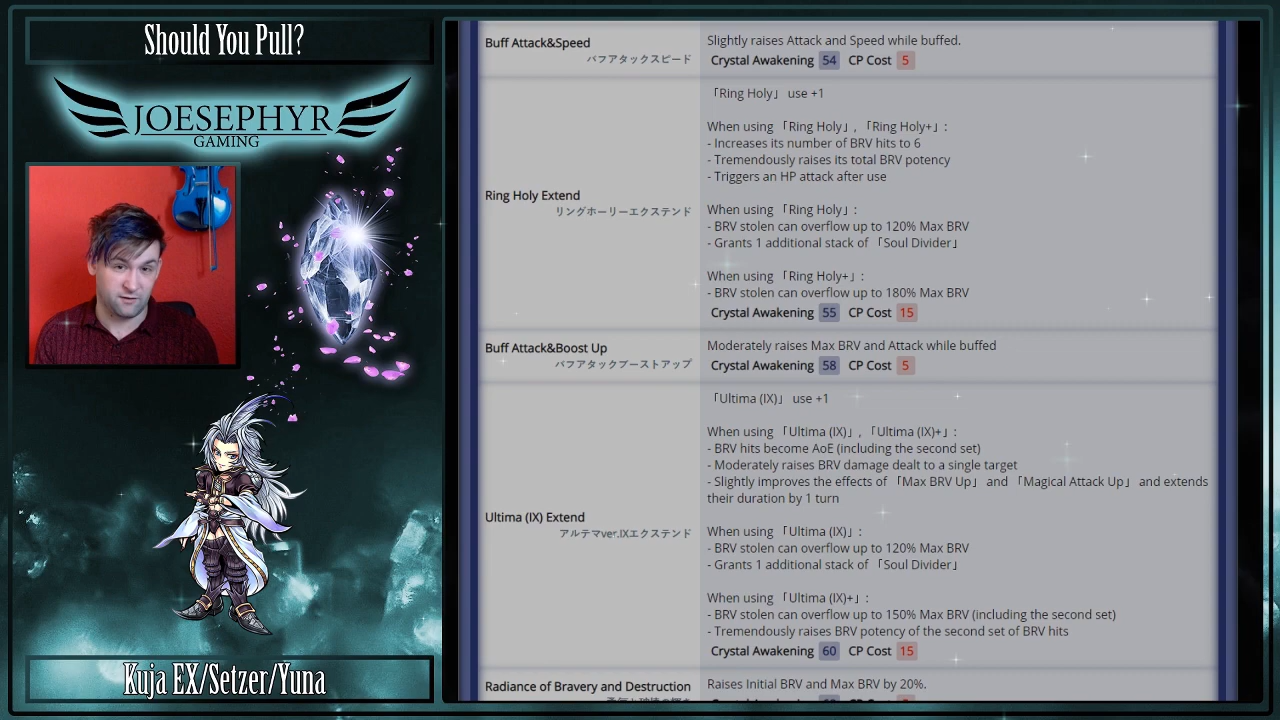 Should You Pull?
JOESEPHYR
GAMING
Kuja EX/Setzer/Yuna
Buff Attack&Speed
バフアタックスピード
Slightly raises Attack and Speed while buffed.
Crystal Awakening 54 CP Cost 5
Ring Holy Extend
リングホーリーエクステンド
「Ring Holy」 use +1
When using 「Ring Holy」, 「Ring Holy+」:
- Increases its number of BRV hits to 6
- Tremendously raises its total BRV potency
- Triggers an HP attack after use
When using 「Ring Holy」:
- BRV stolen can overflow up to 120% Max BRV
- Grants 1 additional stack of 「Soul Divider」
When using 「Ring Holy+」:
- BRV stolen can overflow up to 180% Max BRV
Crystal Awakening 55 CP Cost 15
Buff Attack&Boost Up
バフアタックブーストアップ
Moderately raises Max BRV and Attack while buffed
Crystal Awakening 58 CP Cost 5
Ultima (IX) Extend
アルテマver.IXエクステンド
「Ultima (IX)」 use +1
When using 「Ultima (IX)」, 「Ultima (IX)+」:
- BRV hits become AoE (including the second set)
- Moderately raises BRV damage dealt to a single target
- Slightly improves the effects of 「Max BRV Up」 and 「Magical Attack Up」 and extends
their duration by 1 turn
When using 「Ultima (IX)」:
- BRV stolen can overflow up to 120% Max BRV
- Grants 1 additional stack of 「Soul Divider」
When using 「Ultima (IX)+」:
- BRV stolen can overflow up to 150% Max BRV (including the second set)
- Tremendously raises BRV potency of the second set of BRV hits
Crystal Awakening 60 CP Cost 15
Radiance of Bravery and Destruction
Raises Initial BRV and Max BRV by 20%.